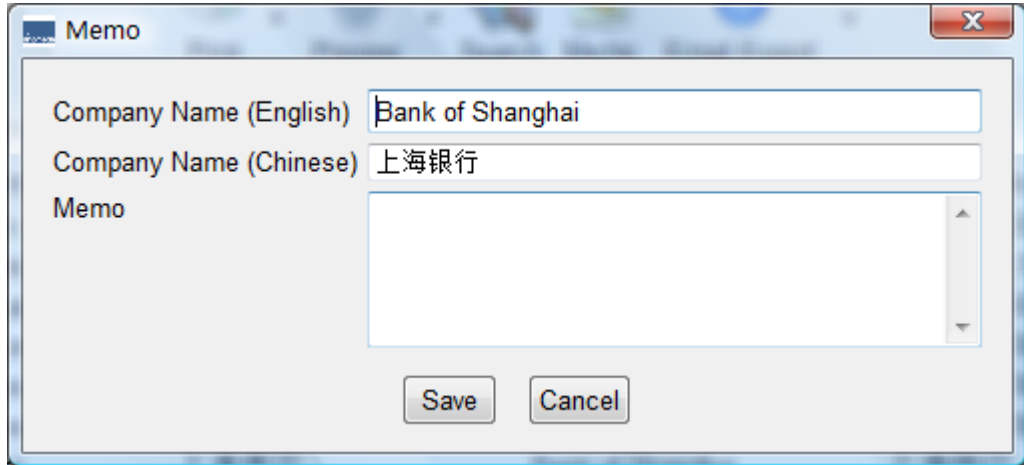 Memo
Company Name (English) Bank of Shanghai
Company Name (Chinese) 上海银行
Memo
Save Cancel